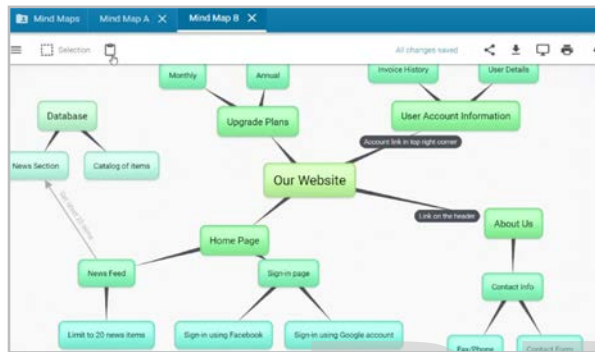 Mind Maps Mind Map A Mind Map B
Selection All changes saved
Monthly Annual Invoice History User Details
Database Upgrade Plans User Account Information
Account link in top right corner
News Section Catalog of items Our Website
Link on the header
About Us
Home Page
News Feed Sign-in page Contact Info
Limit to 20 news items Sign-in using Facebook Sign-in using Google account
Fax/Phone Contact Form